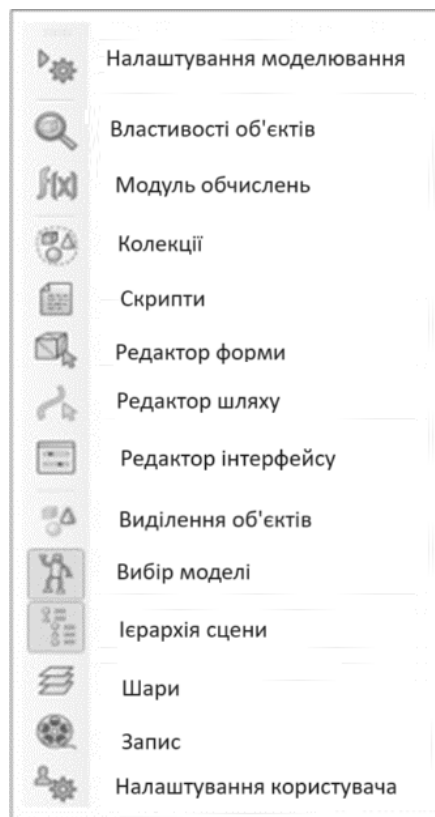 Налаштування моделювання
Властивості об'єктів
f(x) Модуль обчислень
Колекції
Скрипти
Редактор форми
Редактор шляху
Редактор інтерфейсу
Виділення об'єктів
Вибір моделі
Ієрархія сцени
Шари
Запис
Налаштування користувача